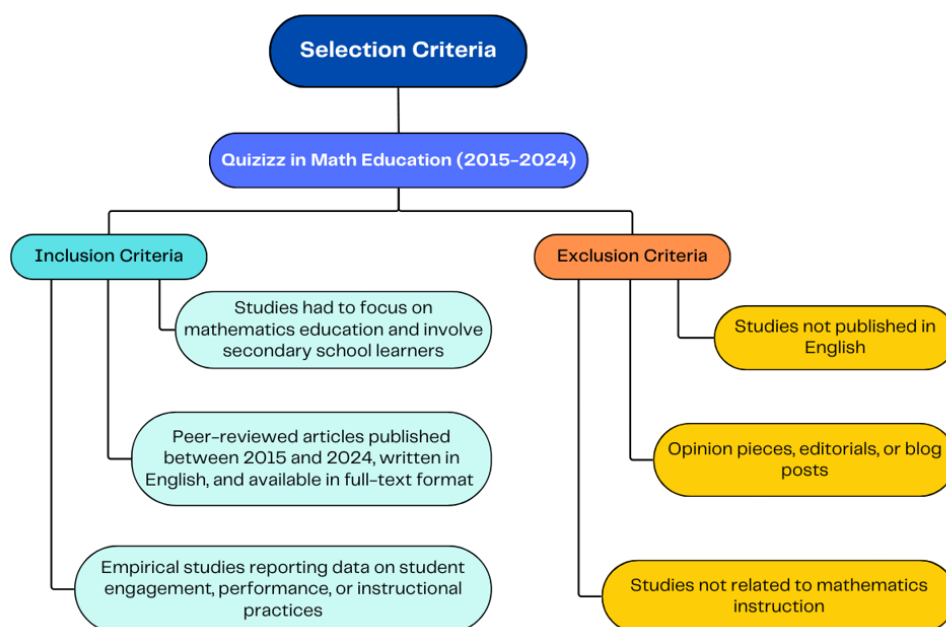 Selection Criteria
Quizizz in Math Education (2015-2024)
Inclusion Criteria
Studies had to focus on
mathematics education and involve
secondary school learners
Peer-reviewed articles published
between 2015 and 2024, written in
English, and available in full-text format
Empirical studies reporting data on student
engagement, performance, or instructional
practices
Exclusion Criteria
Studies not published in
English
Opinion pieces, editorials, or blog
posts
Studies not related to mathematics
instruction